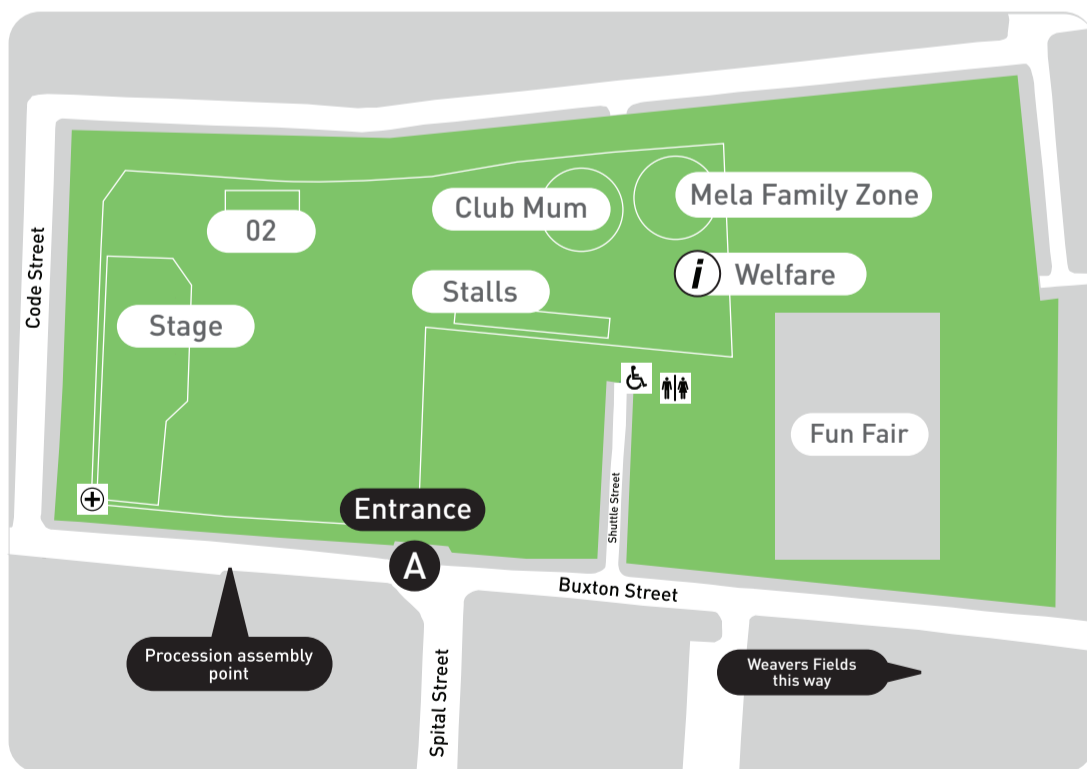 Club Mum
Mela Family Zone
02
i Welfare
Stalls
Code Street
Stage
Fun Fair
Shuttle Street
Entrance
A
Buxton Street
Procession assembly
point
Spital Street
Weavers Fields
this way